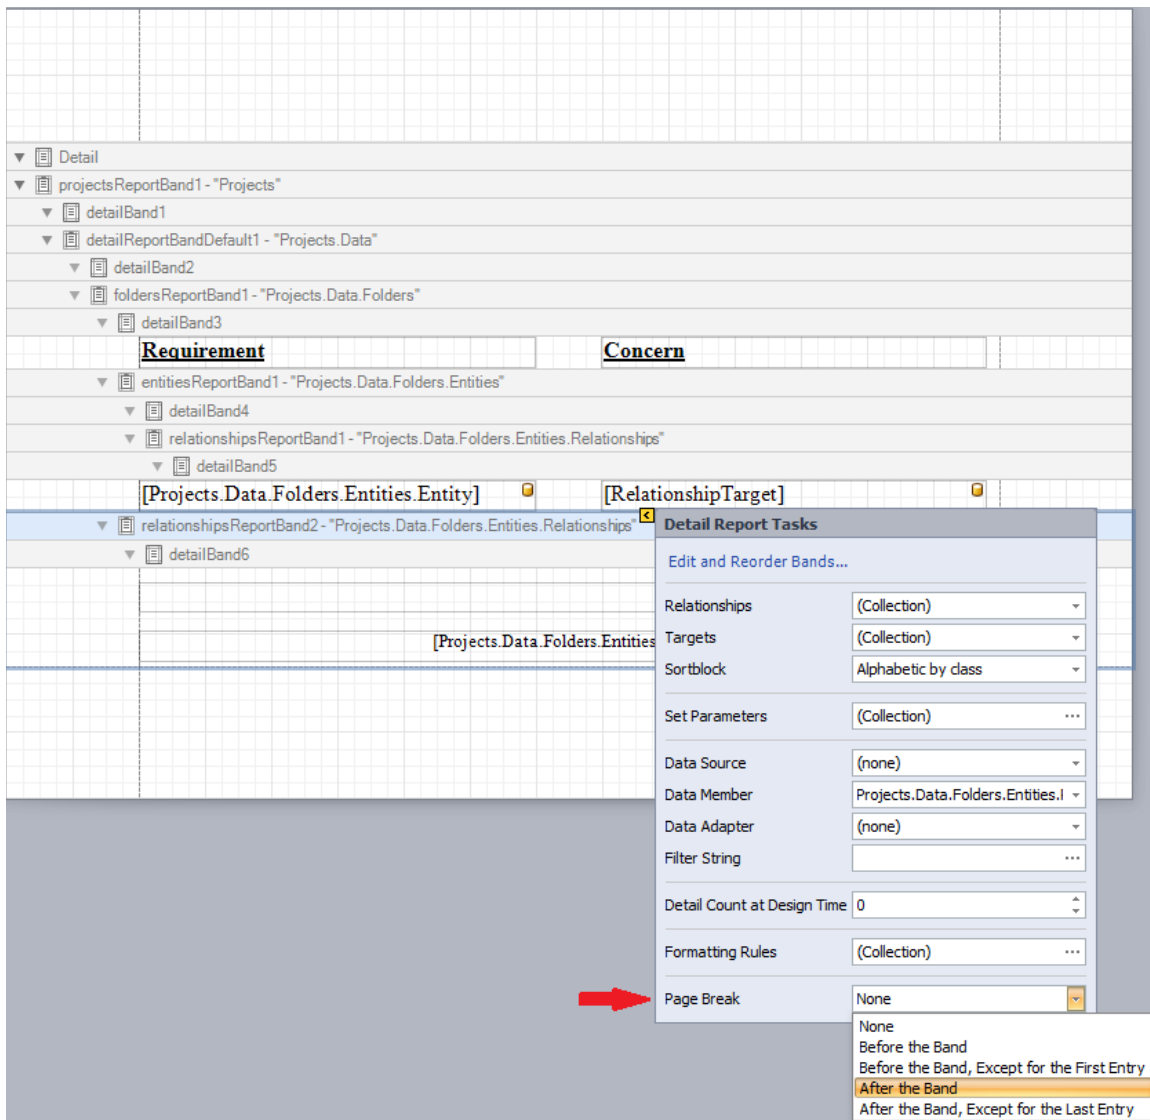 Detail
projectsReportBand1 - "Projects"
detailBand1
detailReportBandDefault1 - "Projects.Data"
detailBand2
foldersReportBand1 - "Projects.Data.Folders"
detailBand3
Requirement Concern
entitiesReportBand1 - "Projects.Data.Folders.Entities"
detailBand4
relationshipsReportBand1 - "Projects.Data.Folders.Entities.Relationships"
detailBand5
[Projects.Data.Folders.Entities.Entity] [RelationshipTarget]
relationshipsReportBand2 - "Projects.Data.Folders.Entities.Relationships"
detailBand6
[Projects.Data.Folders.Entities
Detail Report Tasks
Edit and Reorder Bands...
Relationships (Collection)
Targets (Collection)
Sortblock Alphabetic by class
Set Parameters (Collection) ...
Data Source (none)
Data Member Projects.Data.Folders.Entities.
Data Adapter (none)
Filter String ...
Detail Count at Design Time 0
Formatting Rules (Collection) ...
Page Break None
None
Before the Band
Before the Band, Except for the First Entry
After the Band
After the Band, Except for the Last Entry